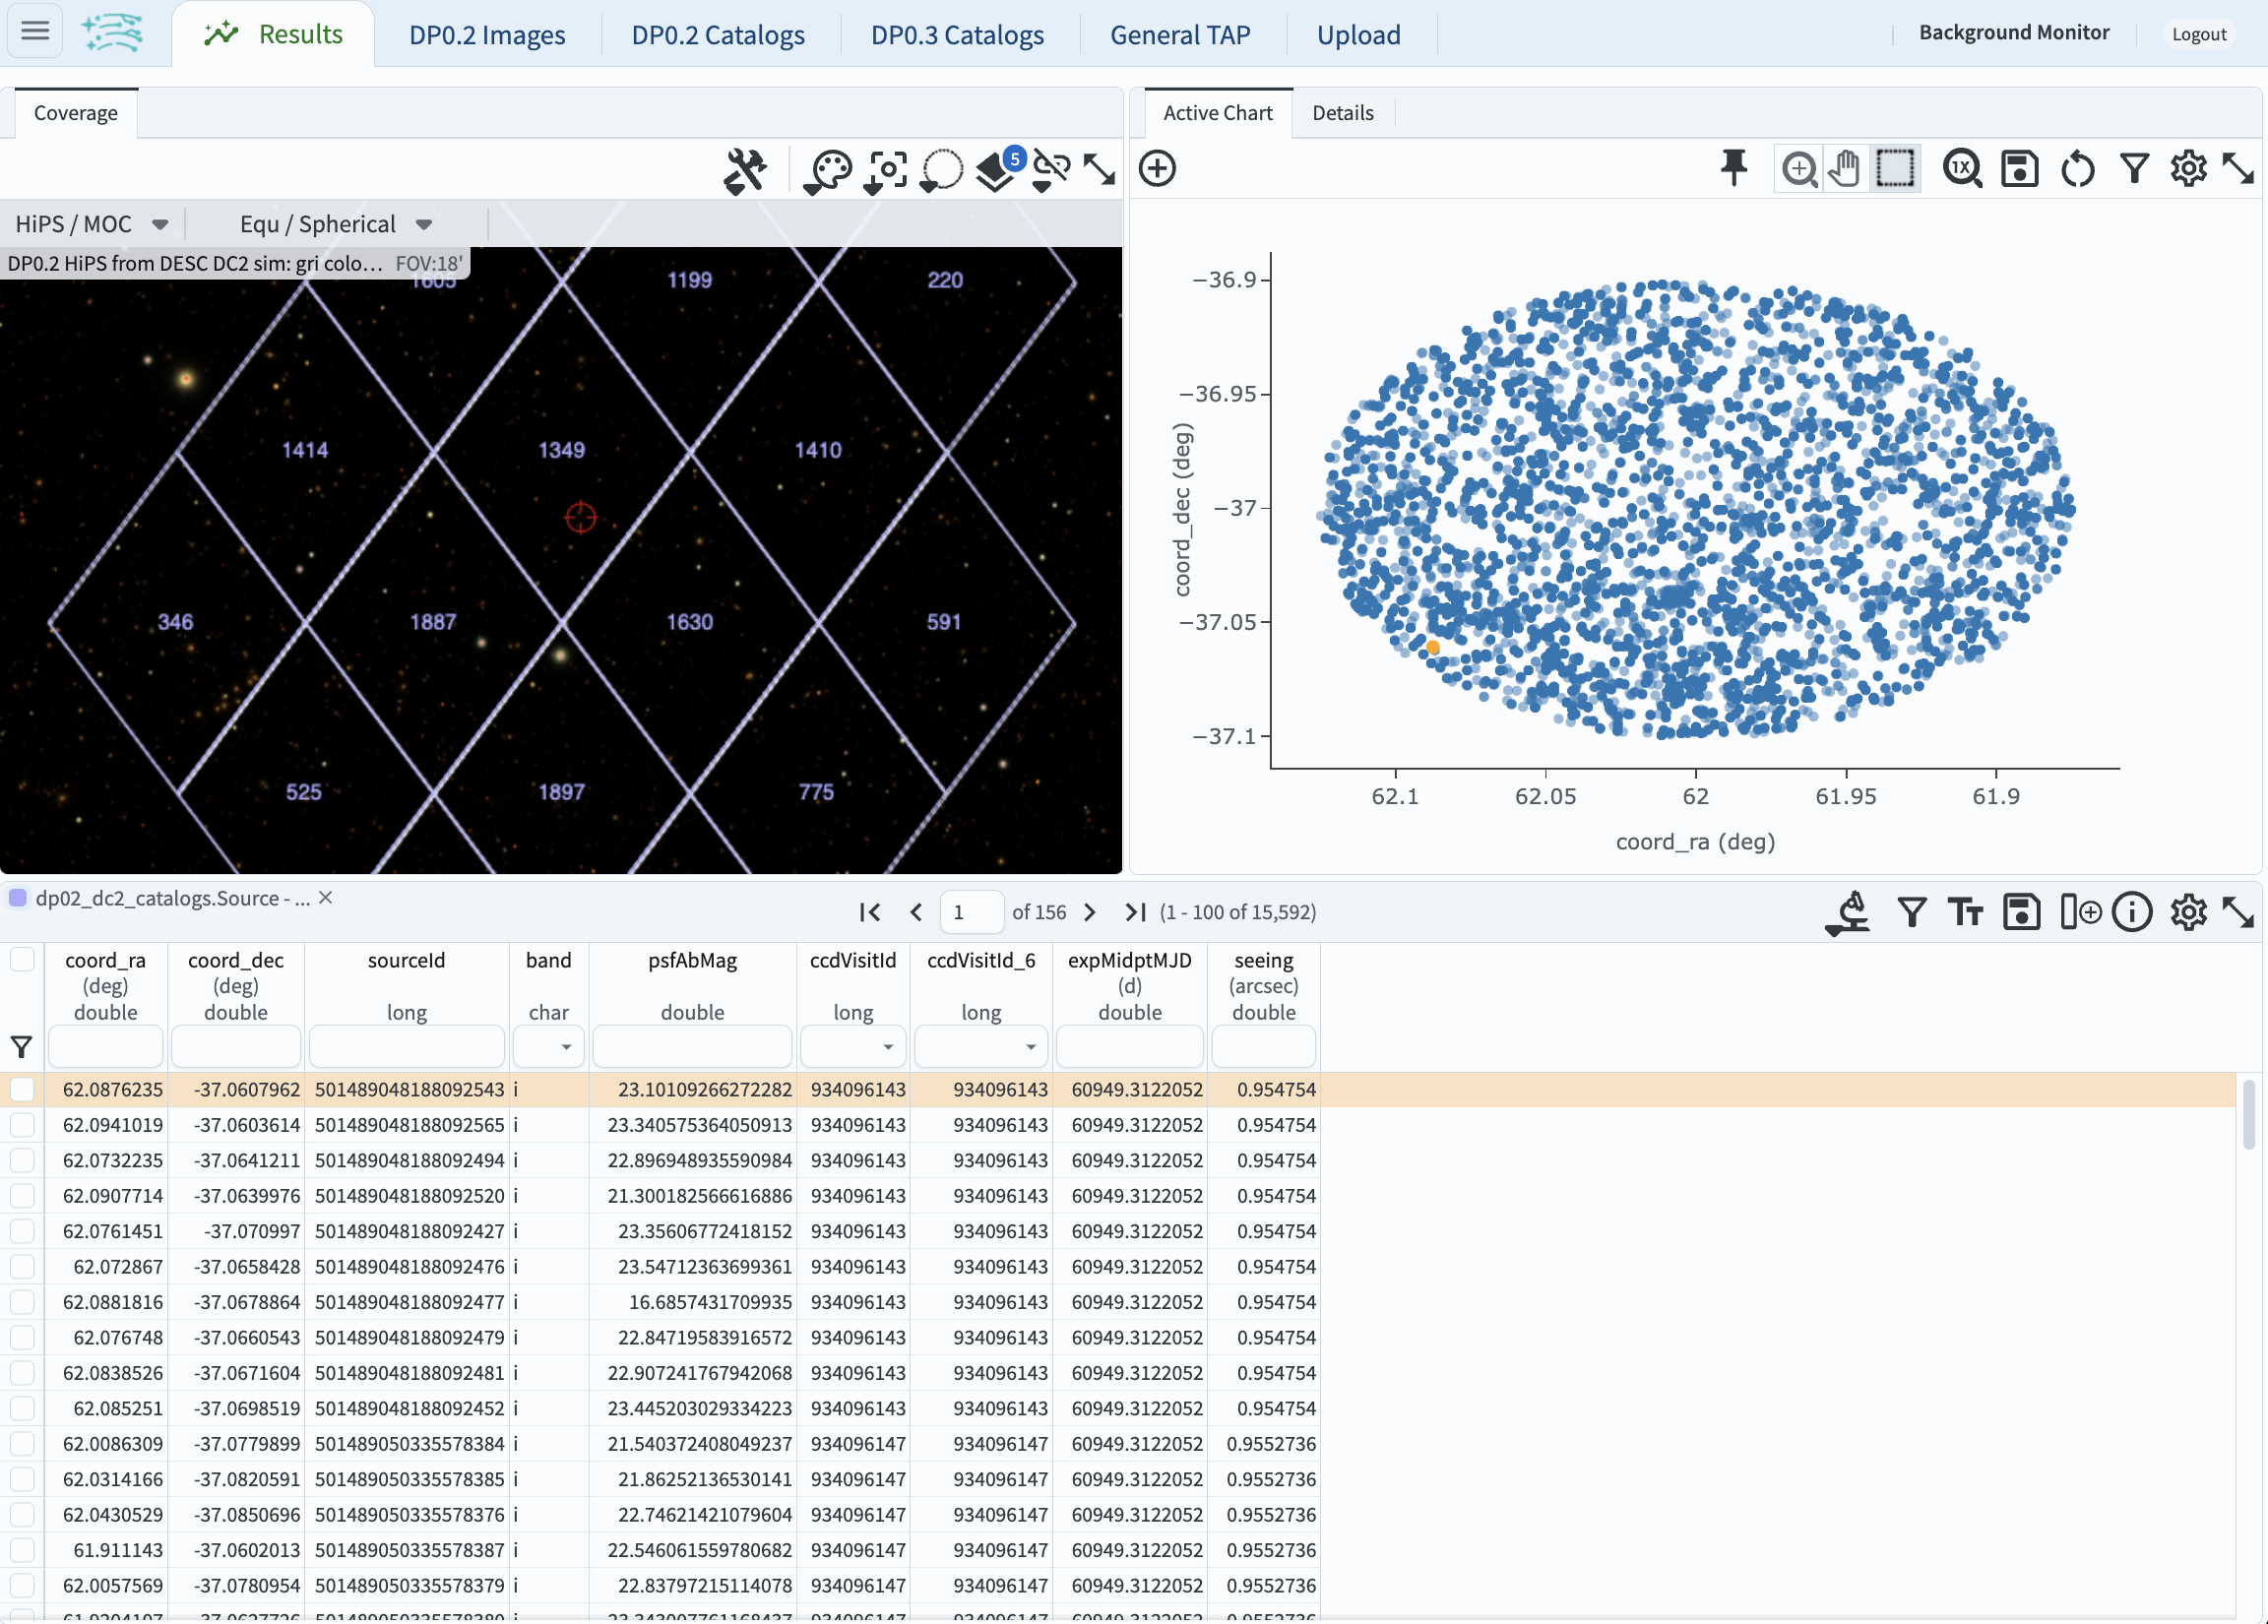 Results
DP0.2 Images
DP0.2 Catalogs
DP0.3 Catalogs
General TAP
Upload
Background Monitor
Logout
Coverage
5
HiPS / MOC
Equ / Spherical
DP0.2 HiPS from DESC DC2 sim: gri colo...
FOV:18'
1605
1199
220
1414
1349
1410
346
1887
1630
591
525
1897
775
Active Chart
Details
1X
−36.9
−36.95
−37
−37.05
−37.1
coord_dec (deg)
62.1
62.05
62
61.95
61.9
coord_ra (deg)
dp02_dc2_catalogs.Source - ...
1
of 156
(1 - 100 of 15,592)
coord_ra coord_dec sourceId band psfAbMag ccdVisitId ccdVisitId_6 expMidptMJD seeing
(deg) (deg) (d) (arcsec)
double double long char double long long double double
62.0876235 -37.0607962 501489048188092543 i 23.10109266272282 934096143 934096143 60949.3122052 0.954754
62.0941019 -37.0603614 501489048188092565 i 23.340575364050913 934096143 934096143 60949.3122052 0.954754
62.0732235 -37.0641211 501489048188092494 i 22.896948935590984 934096143 934096143 60949.3122052 0.954754
62.0907714 -37.0639976 501489048188092520 i 21.300182566616886 934096143 934096143 60949.3122052 0.954754
62.0761451 -37.070997 501489048188092427 i 23.35606772418152 934096143 934096143 60949.3122052 0.954754
62.072867 -37.0658428 501489048188092476 i 23.54712363699361 934096143 934096143 60949.3122052 0.954754
62.0881816 -37.0678864 501489048188092477 i 16.6857431709935 934096143 934096143 60949.3122052 0.954754
62.076748 -37.0660543 501489048188092479 i 22.84719583916572 934096143 934096143 60949.3122052 0.954754
62.0838526 -37.0671604 501489048188092481 i 22.907241767942068 934096143 934096143 60949.3122052 0.954754
62.085251 -37.0698519 501489048188092452 i 23.445203029334223 934096143 934096143 60949.3122052 0.954754
62.0086309 -37.0779899 501489050335578384 i 21.540372408049237 934096147 934096147 60949.3122052 0.9552736
62.0314166 -37.0820591 501489050335578385 i 21.86252136530141 934096147 934096147 60949.3122052 0.9552736
62.0430529 -37.0850696 501489050335578376 i 22.74621421079604 934096147 934096147 60949.3122052 0.9552736
61.911143 -37.0602013 501489050335578387 i 22.546061559780682 934096147 934096147 60949.3122052 0.9552736
62.0057569 -37.0780954 501489050335578379 i 22.83797215114078 934096147 934096147 60949.3122052 0.9552736